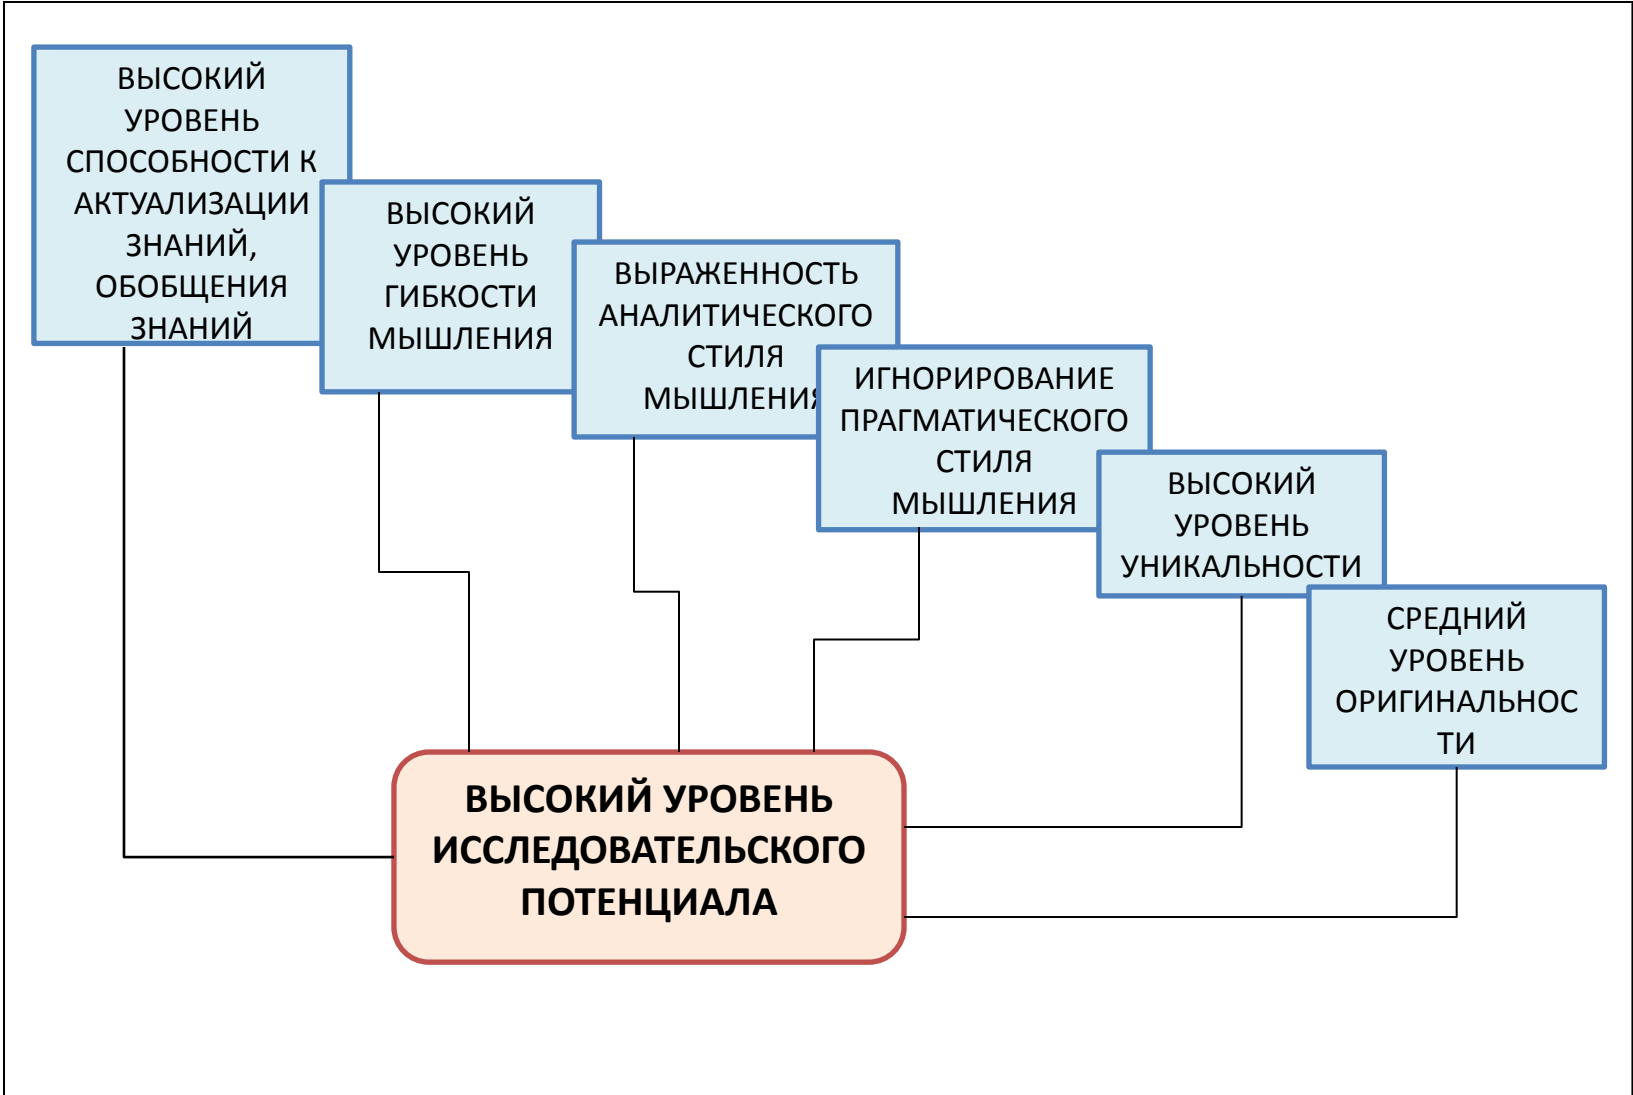 ВЫСОКИЙ
УРОВЕНЬ
СПОСОБНОСТИ К
АКТУАЛИЗАЦИИ
ЗНАНИЙ,
ОБОБЩЕНИЯ
ЗНАНИЙ
ВЫСОКИЙ
УРОВЕНЬ
ГИБКОСТИ
МЫШЛЕНИЯ
ВЫРАЖЕННОСТЬ
АНАЛИТИЧЕСКОГО
СТИЛЯ
МЫШЛЕНИЯ
ИГНОРИРОВАНИЕ
ПРАГМАТИЧЕСКОГО
СТИЛЯ
МЫШЛЕНИЯ
ВЫСОКИЙ
УРОВЕНЬ
УНИКАЛЬНОСТИ
СРЕДНИЙ
УРОВЕНЬ
ОРИГИНАЛЬНОС
ТИ
ВЫСОКИЙ УРОВЕНЬ
ИССЛЕДОВАТЕЛЬСКОГО
ПОТЕНЦИАЛА